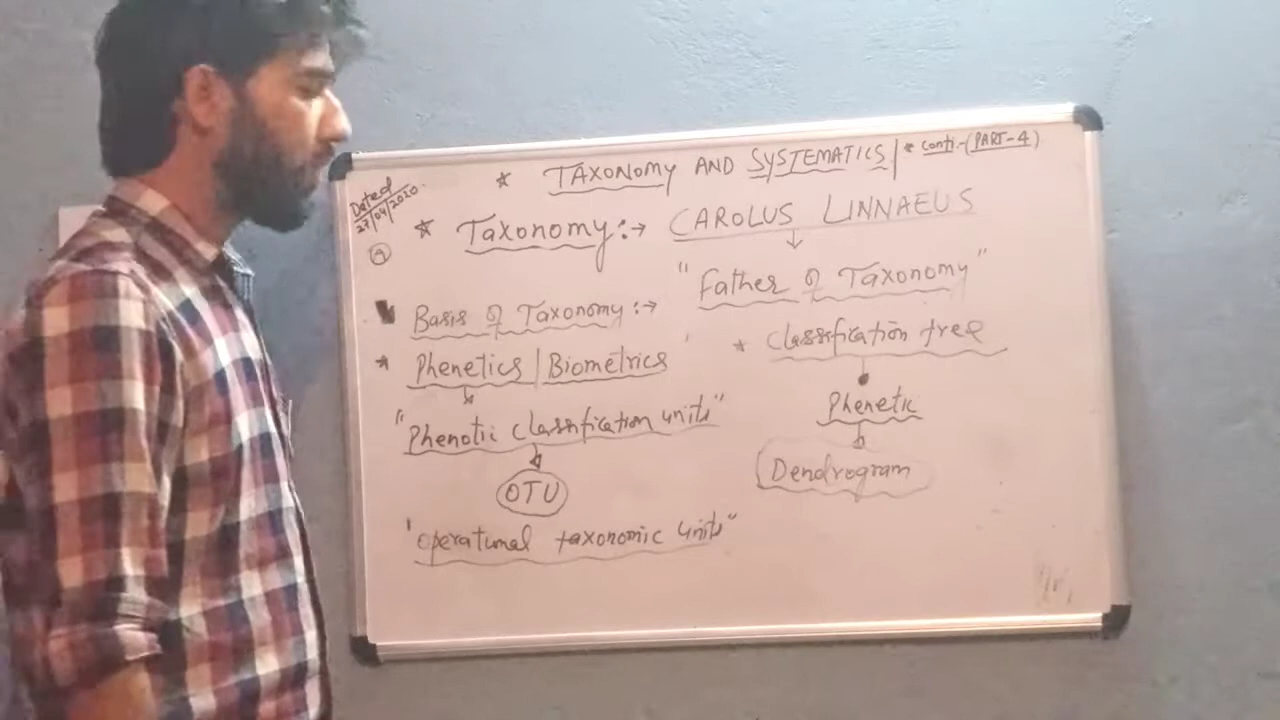 * TAXONOMY AND SYSTEMATICS | * Conti.-(PART-4)
Dated
27/04/2020.
* Taxonomy:→ CAROLUS LINNAEUS
"Father of Taxonomy"
Basis of Taxonomy:→
* Phenetics | Biometrics
"Phenotic classification units"
OTU
"operational taxonomic units"
* Classification tree
Phenetic
Dendrogram